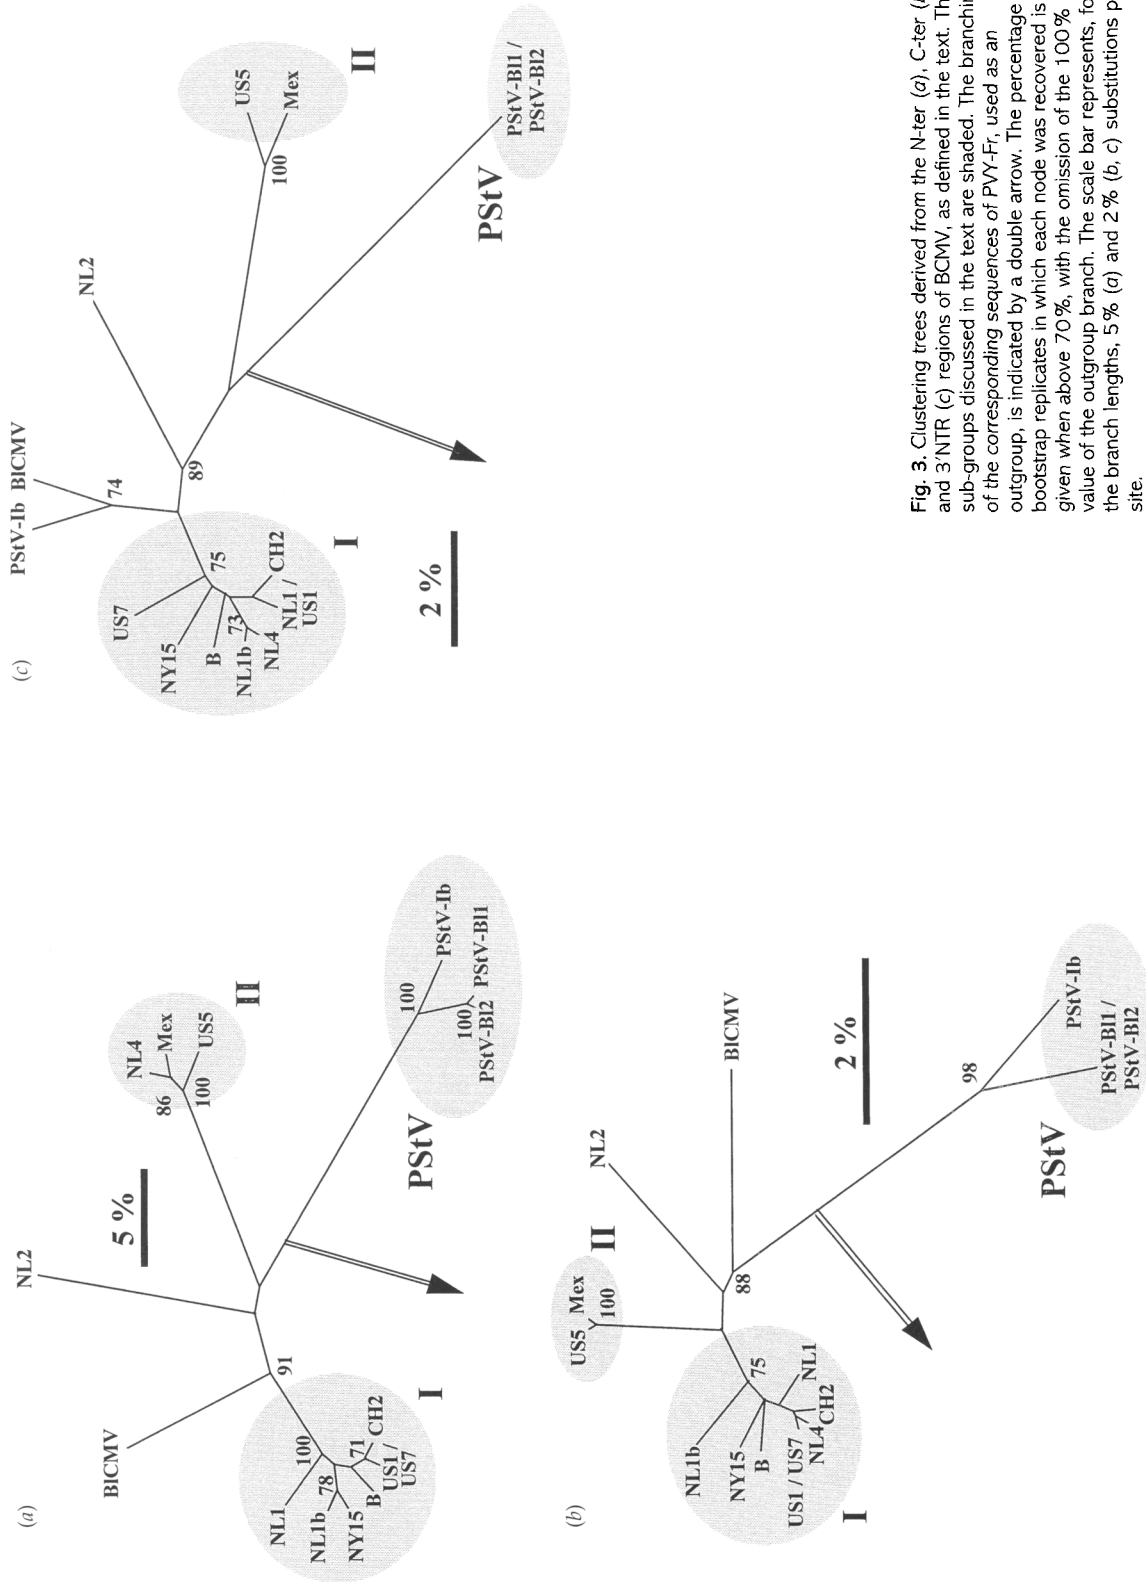 (a)
BlCMV
NL2
5 %
NL4
Mex
86
100
US5
II
91
100
NL1
78
NL1b
NY15
B
71
CH2
US1 /
US7
I
100
PStV-Ib
100
PStV-Bl2
PStV-Bl1
PStV
(b)
US5
Mex
100
II
NL2
BlCMV
88
75
NL1b
NY15
B
US1 / US7
NL4
CH2
NL1
I
2 %
98
PStV-Ib
PStV-Bl1 /
PStV-Bl2
PStV
(c)
PStV-Ib
BlCMV
74
NL2
89
US7
75
NY15
B
73
NL1b
NL4
CH2
NL1 /
US1
I
US5
100
Mex
II
2 %
PStV
PStV-Bl1 /
PStV-Bl2
Fig. 3. Clustering trees derived from the N-ter (a), C-ter
and 3'NTR (c) regions of BCMV, as defined in the text.
sub-groups discussed in the text are shaded. The
of the corresponding sequences of PVY-Fr, used as an
outgroup, is indicated by a double arrow. The percentage
bootstrap replicates in which each node was recovered is
given when above 70%, with the omission of the 100%
value of the outgroup branch. The scale bar represents,
the branch lengths, 5% (a) and 2% (b, c) substitutions
site.